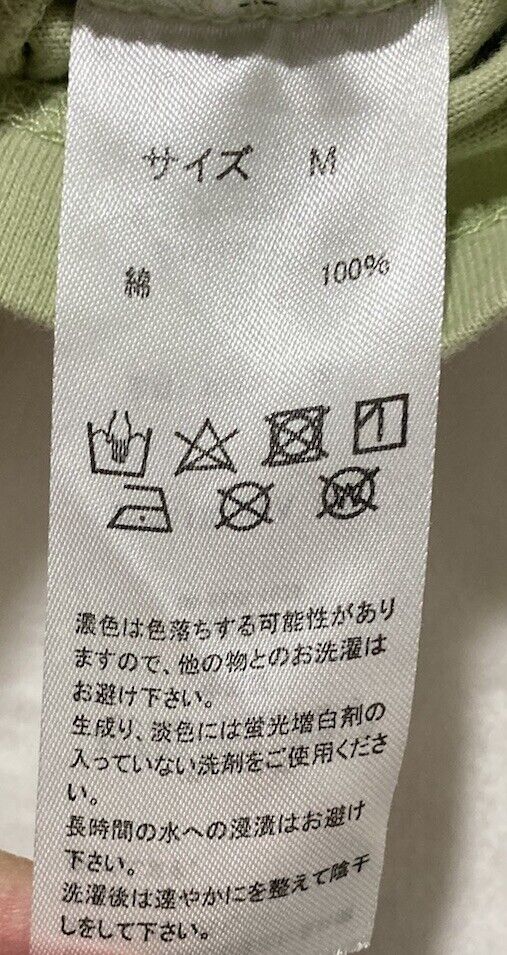 サイズ M
綿 100%
濃色は色落ちする可能性があり
ますので、他の物とのお洗濯は
お避け下さい。
生成り、淡色には蛍光増白剤の
入っていない洗剤をご使用くださ
い。
長時間の水への浸漬はお避け
下さい。
洗濯後は速やかにを整えて陰干
しをして下さい。